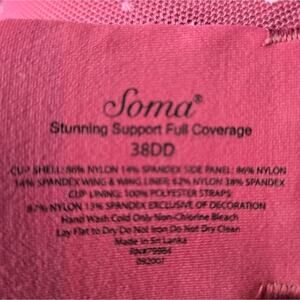 Soma®
Stunning Support Full Coverage
38DD
CUP SHELL: 86% NYLON 14% SPANDEX SIDE PANEL: 86% NYLON
14% SPANDEX WING & WING LINER: 62% NYLON 38% SPANDEX
CUP LINING: 100% POLYESTER STRAPS:
87% NYLON 13% SPANDEX EXCLUSIVE OF DECORATION
Hand Wash Cold Only Non-Chlorine Bleach
Lay Flat to Dry Do Not Iron Do Not Dry Clean
Made in Sri Lanka
RN#79984
092001